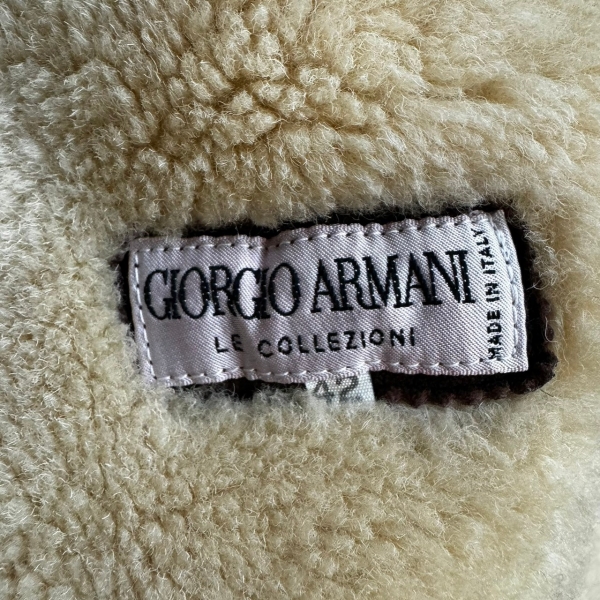 GIORGIO ARMANI
LE COLLEZIONI
MADE IN ITALY
42